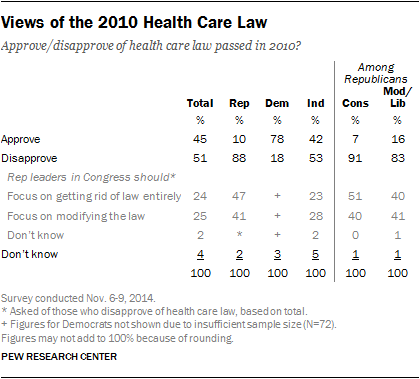 Views of the 2010 Health Care Law
Approve/disapprove of health care law passed in 2010?
Among
Republicans
Total Rep Dem Ind Cons Mod/
Lib
% % % % % %
Approve 45 10 78 42 7 16
Disapprove 51 88 18 53 91 83
Rep leaders in Congress should*
Focus on getting rid of law entirely 24 47 + 23 51 40
Focus on modifying the law 25 41 + 28 40 41
Don't know 2 * + 2 0 1
Don't know 4 2 3 5 1 1
100 100 100 100 100 100
Survey conducted Nov. 6-9, 2014.
* Asked of those who disapprove of health care law, based on total.
+ Figures for Democrats not shown due to insufficient sample size (N=72).
Figures may not add to 100% because of rounding.
PEW RESEARCH CENTER